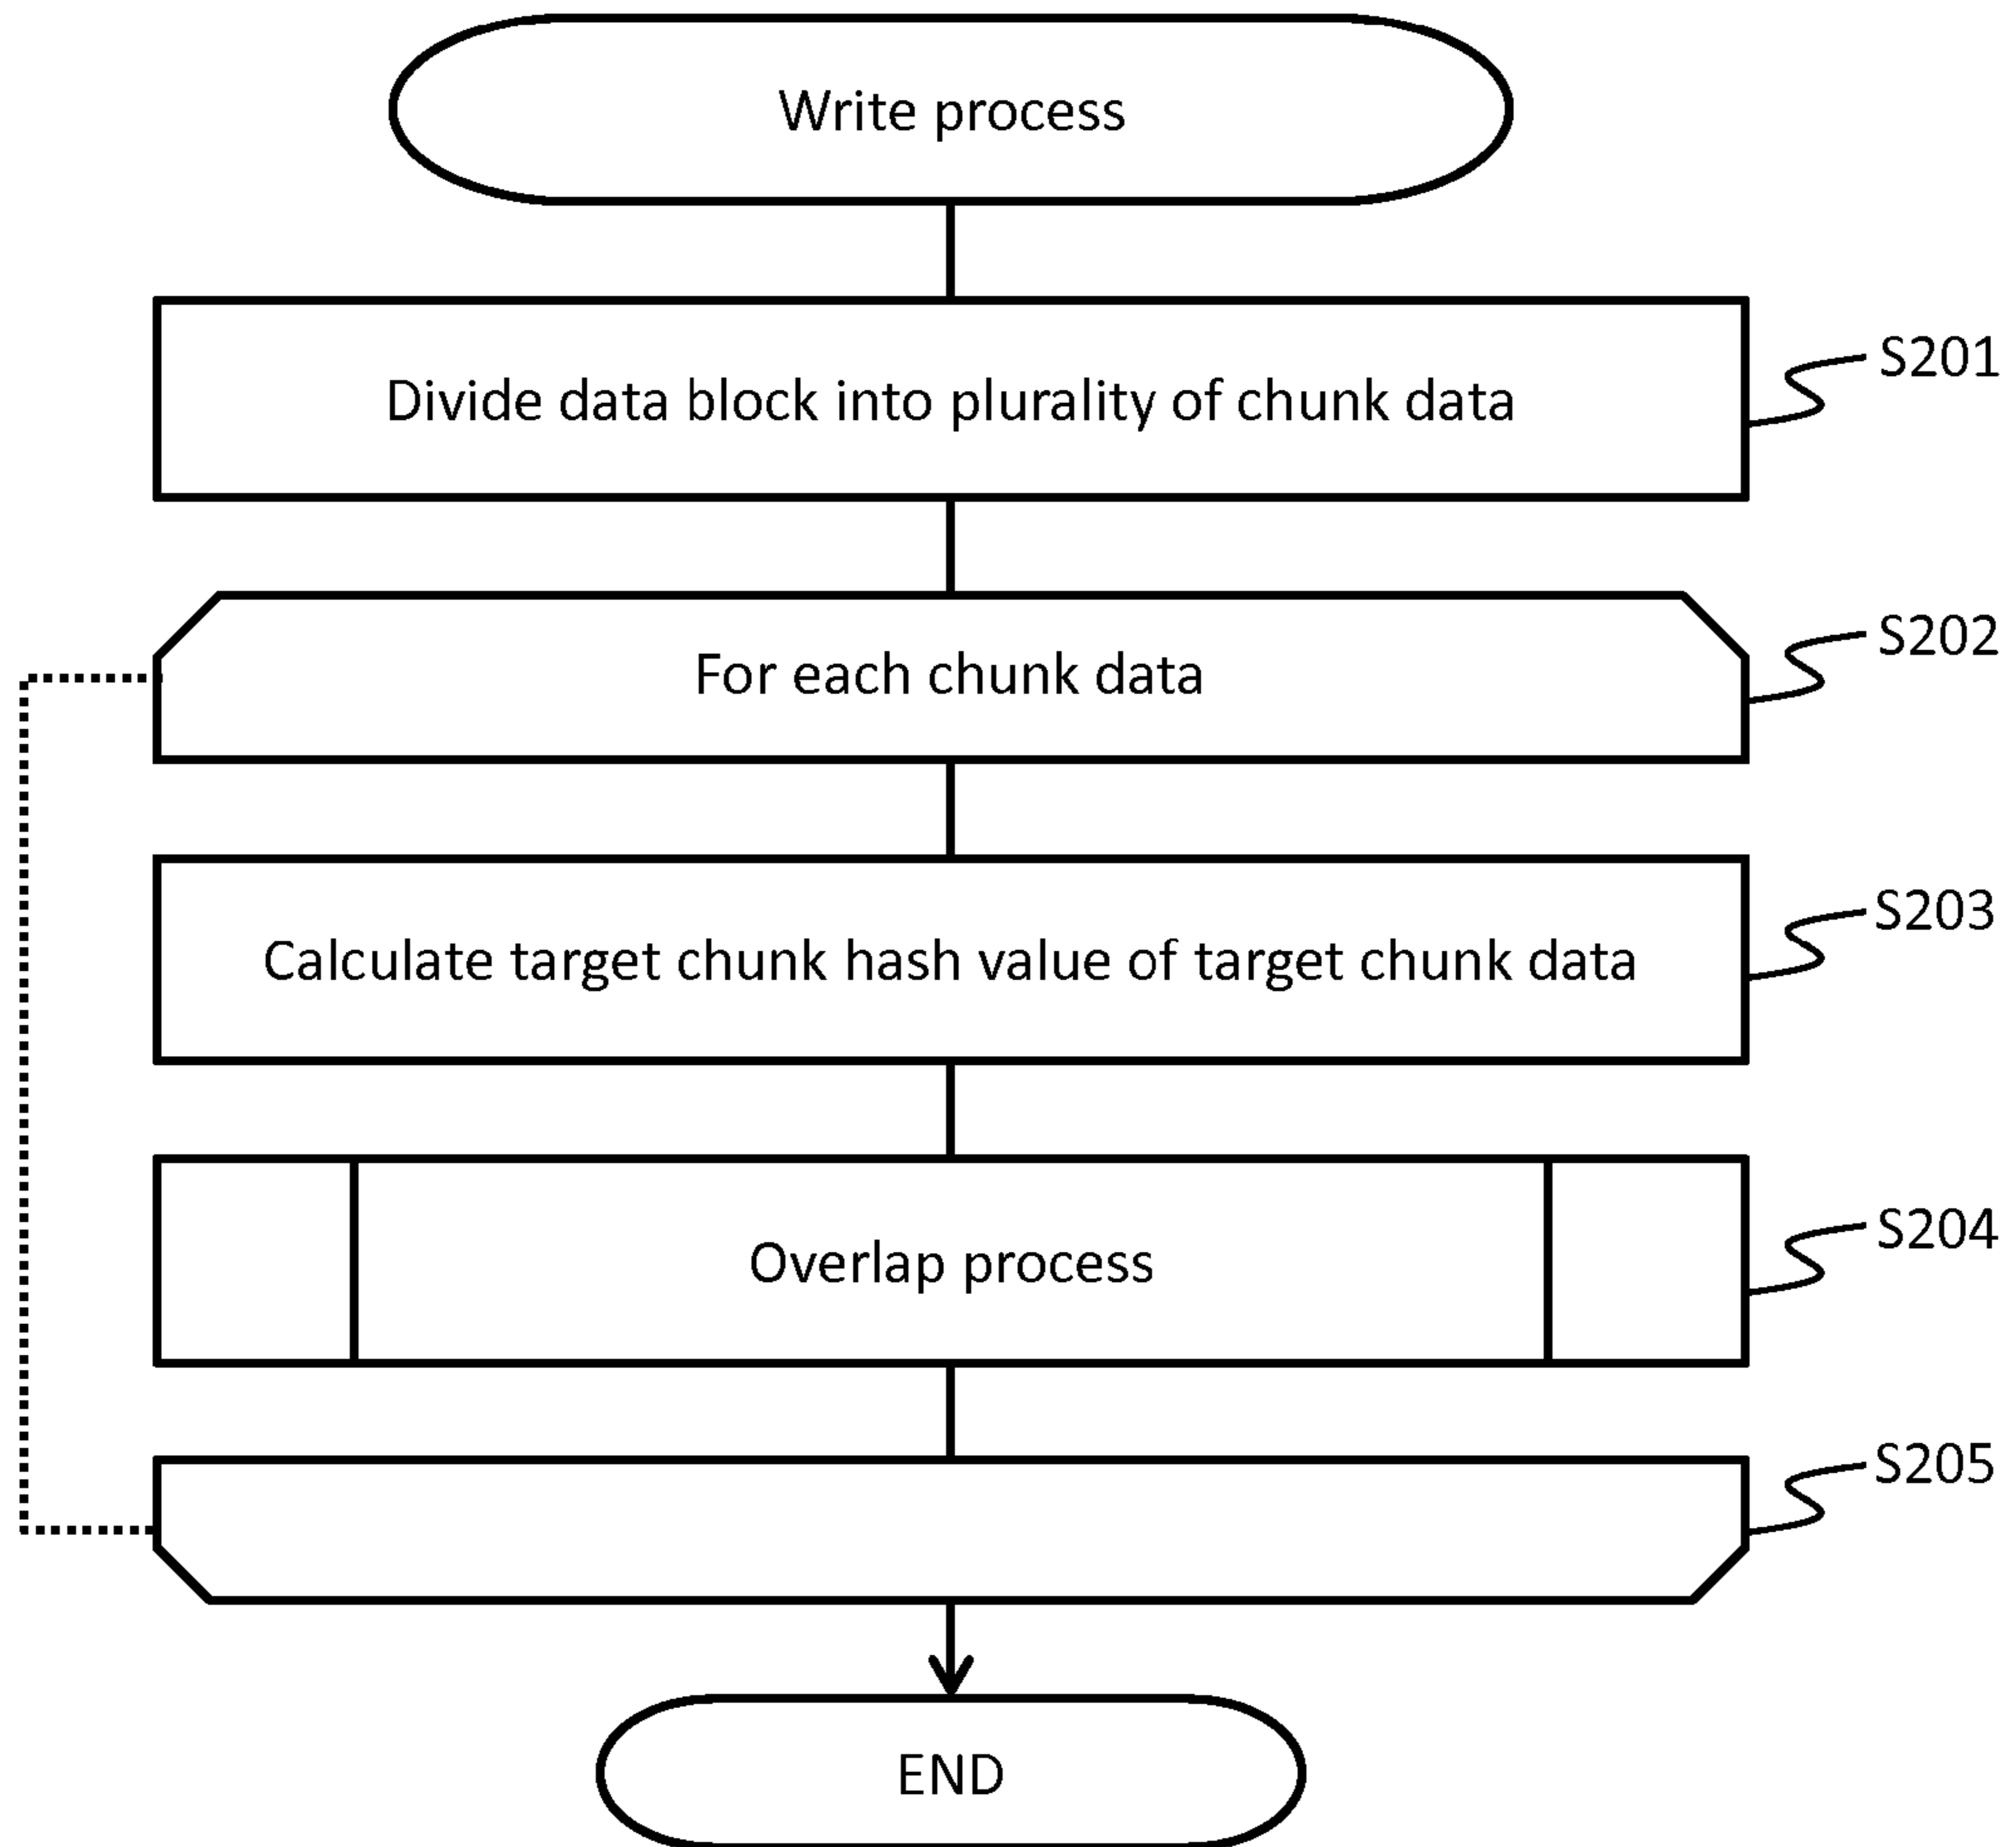 Write process
Divide data block into plurality of chunk data
S201
For each chunk data
S202
Calculate target chunk hash value of target chunk data
S203
Overlap process
S204
S205
END